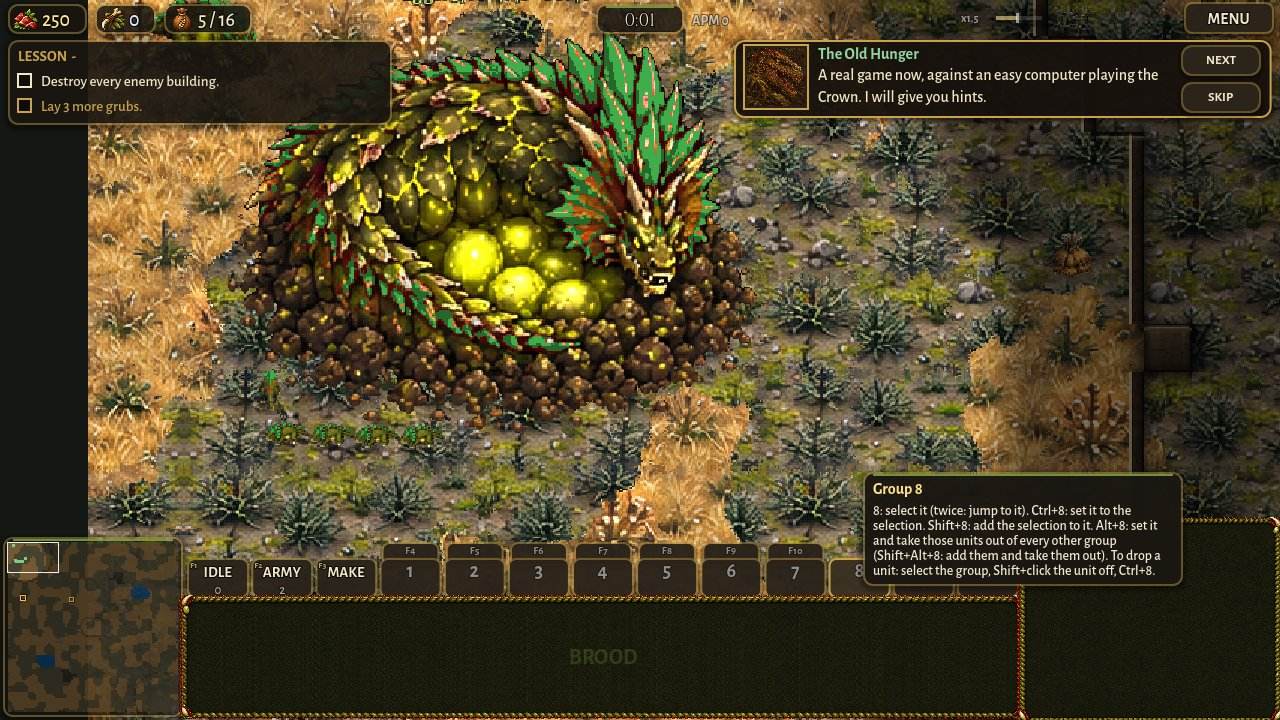 250
0
5/16
0:01
APM 0
x1.5
MENU
LESSON -
Destroy every enemy building.
Lay 3 more grubs.
The Old Hunger
A real game now, against an easy computer playing the
Crown. I will give you hints.
NEXT
SKIP
Group 8
8: select it (twice: jump to it). Ctrl+8: set it to the
selection. Shift+8: add the selection to it. Alt+8: set it
and take those units out of every other group
(Shift+Alt+8: add them and take them out). To drop a
unit: select the group, Shift+click the unit off, Ctrl+8.
F1 IDLE 0
F2 ARMY 2
F3 MAKE
F4 1
F5 2
F6 3
F7 4
F8 5
F9 6
F10 7
8
BROOD